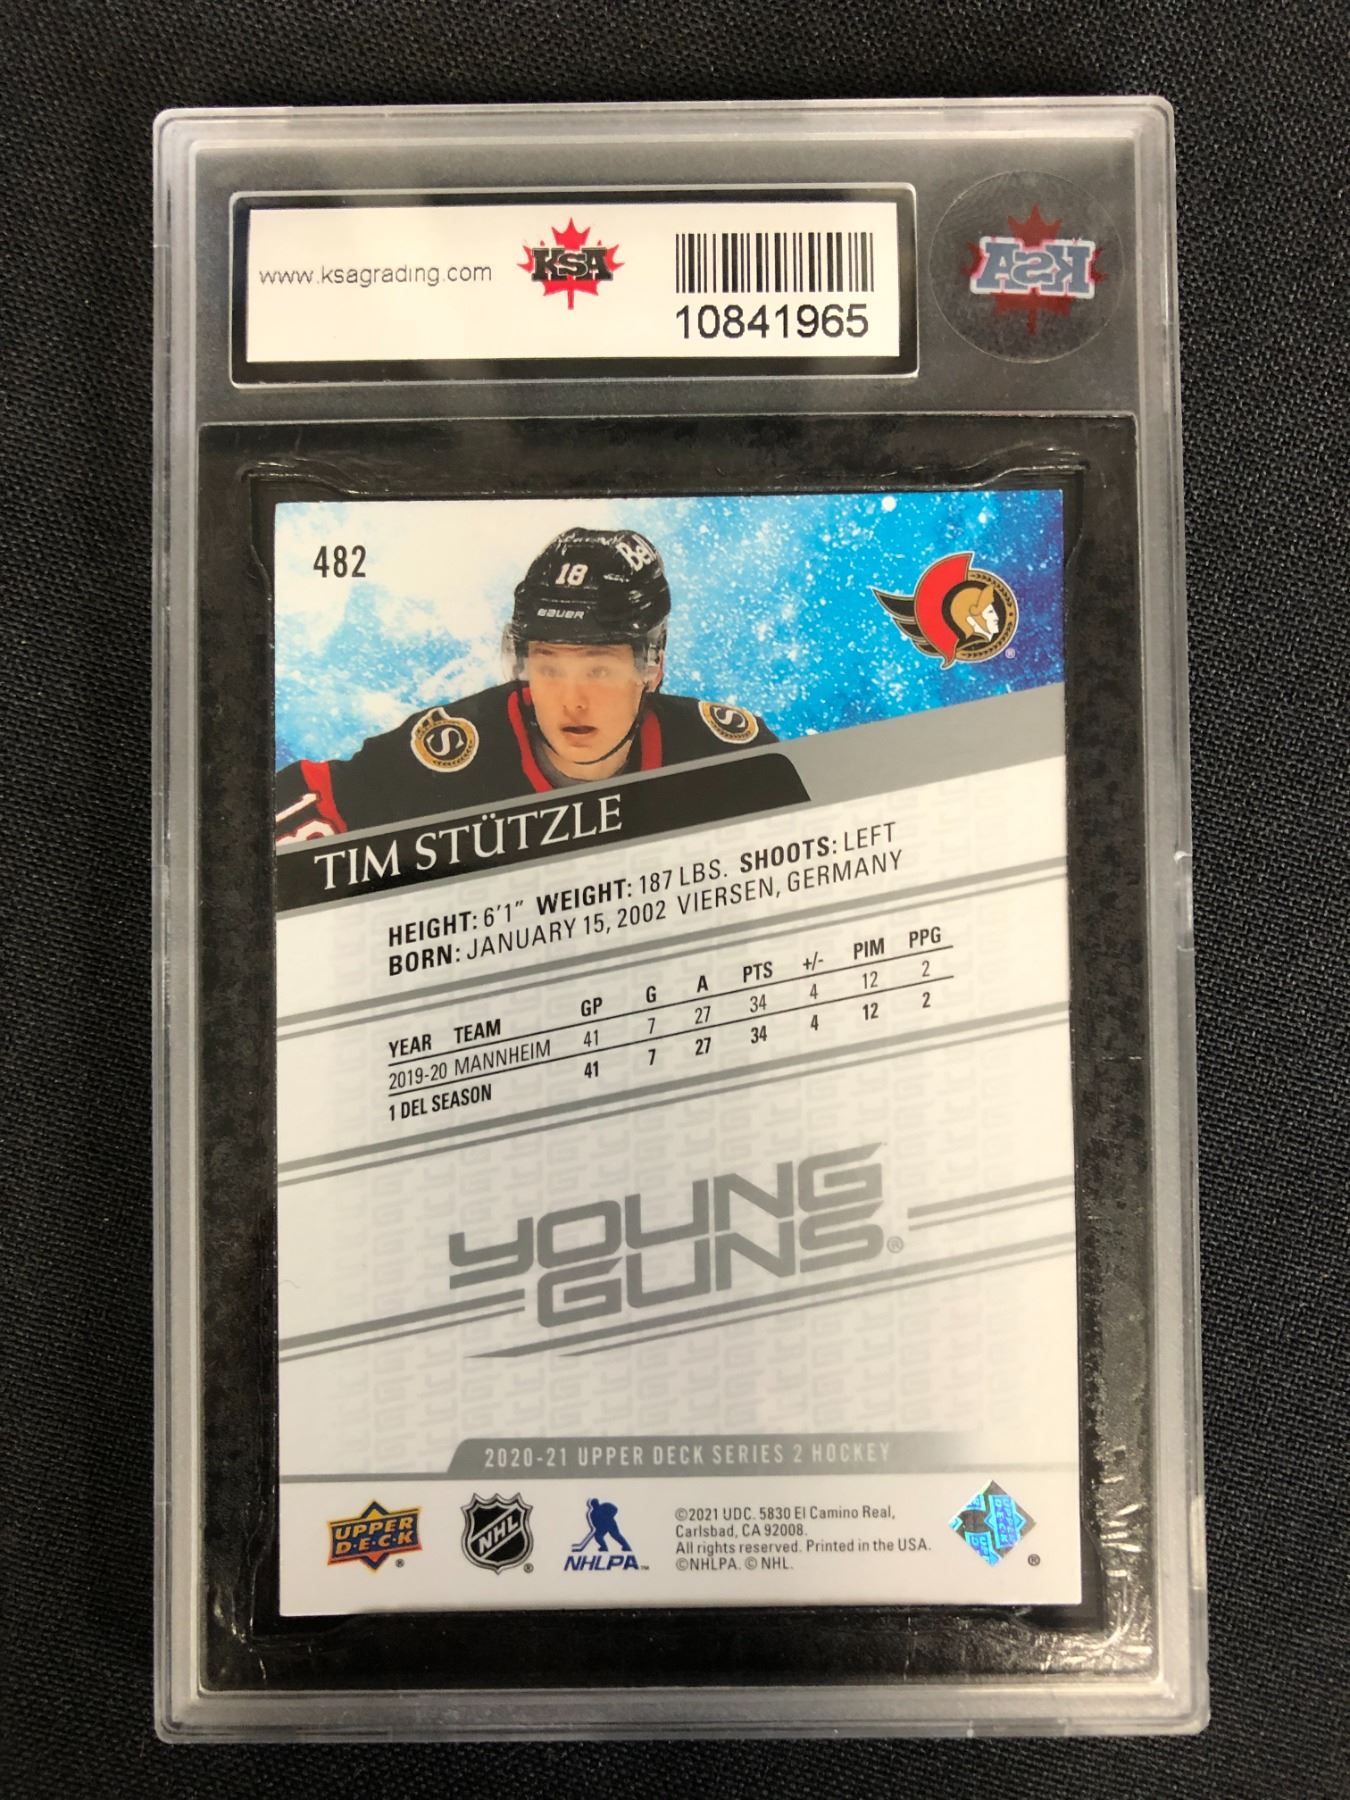 www.ksagrading.com
KSA
10841965
KSA
482
18
Bell
BAUER
S
S
TIM STÜTZLE
HEIGHT: 6'1" WEIGHT: 187 LBS. SHOOTS: LEFT
BORN: JANUARY 15, 2002 VIERSEN, GERMANY
YEAR TEAM GP G A PTS +/- PIM PPG
2019-20 MANNHEIM 41 7 27 34 4 12 2
1 DEL SEASON 41 7 27 34 4 12 2
YOUNG
GUNS®
2020-21 UPPER DECK SERIES 2 HOCKEY
UPPER
D·E·C·K
®
NHL
®
NHLPA™
©2021 UDC. 5830 El Camino Real,
Carlsbad, CA 92008.
All rights reserved. Printed in the USA.
©NHLPA. © NHL.
®